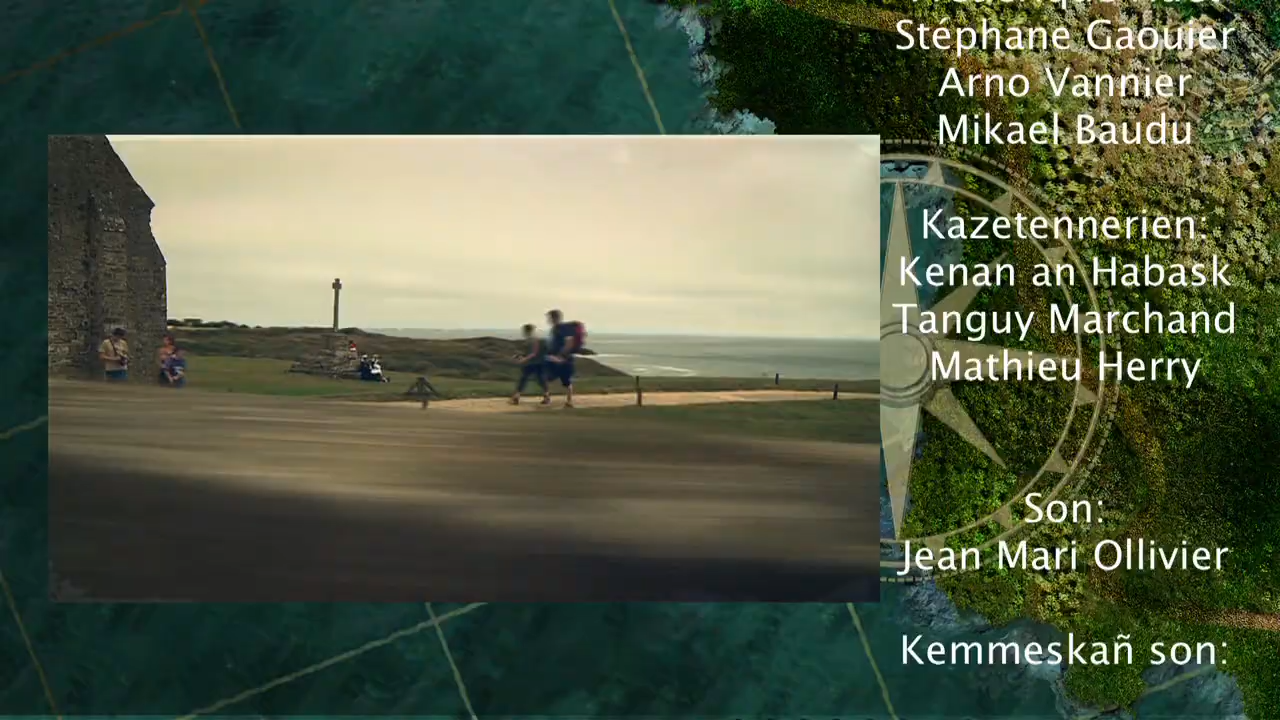 Stéphane Gaouier
Arno Vannier
Mikael Baudu
Kazetennerien:
Kenan an Habask
Tanguy Marchand
Mathieu Herry
Son:
Jean Mari Ollivier
Kemmeskañ son: